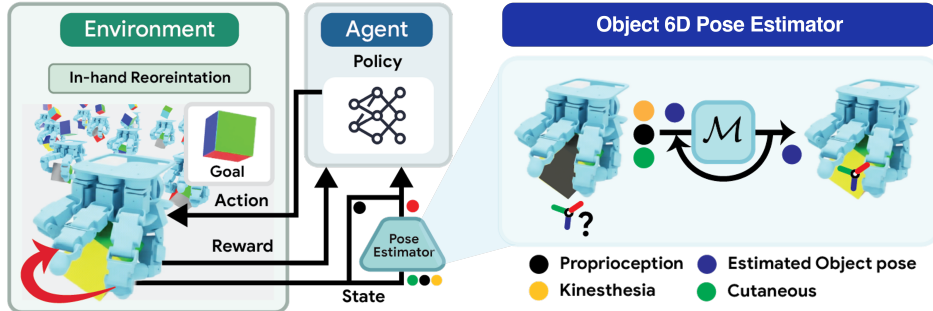 Environment
In-hand Reoreintation
Goal
Action
Reward
State
Agent
Policy
Pose
Estimator
Object 6D Pose Estimator
M
?
Proprioception
Estimated Object pose
Kinesthesia
Cutaneous